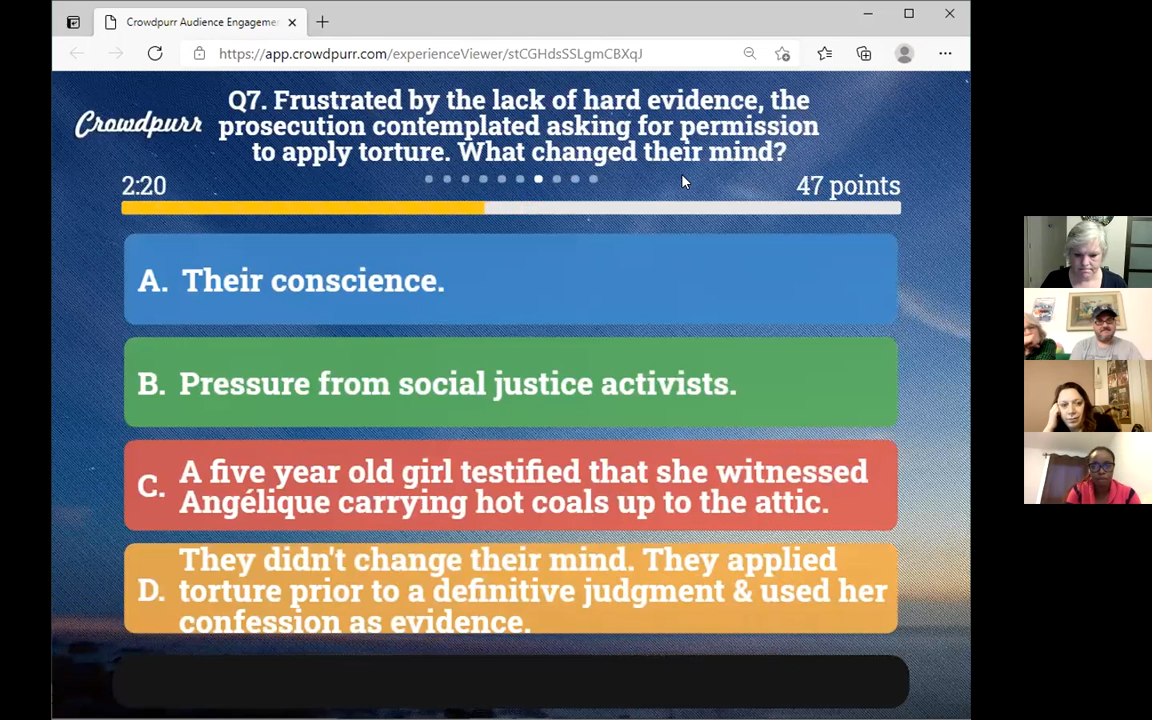 Crowdpurr Audience Engageme
https://app.crowdpurr.com/experienceViewer/stCGHdsSSLgmCBXqJ
Crowdpurr
Q7. Frustrated by the lack of hard evidence, the
prosecution contemplated asking for permission
to apply torture. What changed their mind?
2:20
47 points
A. Their conscience.
B. Pressure from social justice activists.
C. A five year old girl testified that she witnessed
Angélique carrying hot coals up to the attic.
D. They didn't change their mind. They applied
torture prior to a definitive judgment & used her
confession as evidence.